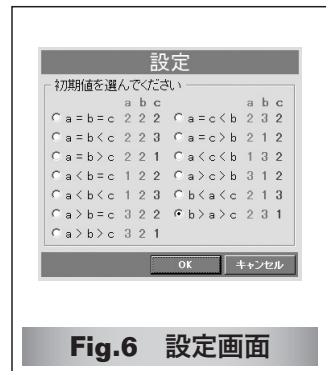 設定
初期値を選んでください
a b c a b c
a = b = c 2 2 2 a = c < b 2 3 2
a = b < c 2 2 3 a = c > b 2 1 2
a = b > c 2 2 1 a < c < b 1 3 2
a < b = c 1 2 2 a > c > b 3 1 2
a < b < c 1 2 3 b < a < c 2 1 3
a > b = c 3 2 2 b > a > c 2 3 1
a > b > c 3 2 1
OK キャンセル
Fig.6 設定画面